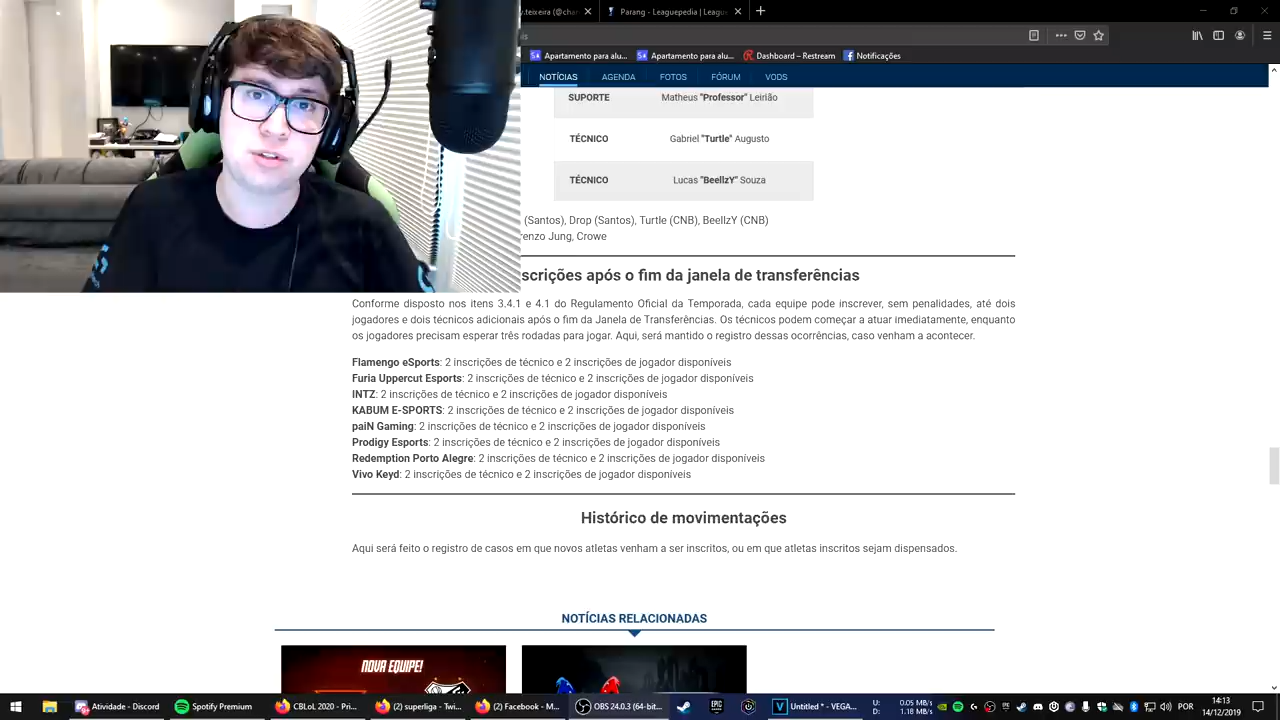 y.teixeira (@cha
Parang - Leaguepedia | Leagu
Apartamento para alu...
Apartamento para alu...
Dashboard – Restream
Notificações
NOTÍCIAS AGENDA FOTOS FÓRUM VODS
SUPORTE Matheus "Professor" Leirião
TÉCNICO Gabriel "Turtle" Augusto
TÉCNICO Lucas "BeellzY" Souza
(Santos), Drop (Santos), Turtle (CNB), BeellzY (CNB)
renzo Jung, Crowe
scrições após o fim da janela de transferências
Conforme disposto nos itens 3.4.1 e 4.1 do Regulamento Oficial da Temporada, cada equipe pode inscrever, sem penalidades, até dois
jogadores e dois técnicos adicionais após o fim da Janela de Transferências. Os técnicos podem começar a atuar imediatamente, enquanto
os jogadores precisam esperar três rodadas para jogar. Aqui, será mantido o registro dessas ocorrências, caso venham a acontecer.
Flamengo eSports: 2 inscrições de técnico e 2 inscrições de jogador disponíveis
Furia Uppercut Esports: 2 inscrições de técnico e 2 inscrições de jogador disponíveis
INTZ: 2 inscrições de técnico e 2 inscrições de jogador disponíveis
KABUM E-SPORTS: 2 inscrições de técnico e 2 inscrições de jogador disponíveis
paiN Gaming: 2 inscrições de técnico e 2 inscrições de jogador disponíveis
Prodigy Esports: 2 inscrições de técnico e 2 inscrições de jogador disponíveis
Redemption Porto Alegre: 2 inscrições de técnico e 2 inscrições de jogador disponíveis
Vivo Keyd: 2 inscrições de técnico e 2 inscrições de jogador disponíveis
Histórico de movimentações
Aqui será feito o registro de casos em que novos atletas venham a ser inscritos, ou em que atletas inscritos sejam dispensados.
NOTÍCIAS RELACIONADAS
NOVA EQUIPE!
Atividade - Discord
Spotify Premium
CBLoL 2020 - Pri...
(2) superliga - Twi...
(2) Facebook - M...
OBS 24.0.3 (64-bit...
Untitled * - VEGA...
U: 0.05 MB/s
D: 1.18 MB/s
POR
14:13
14/12/2019